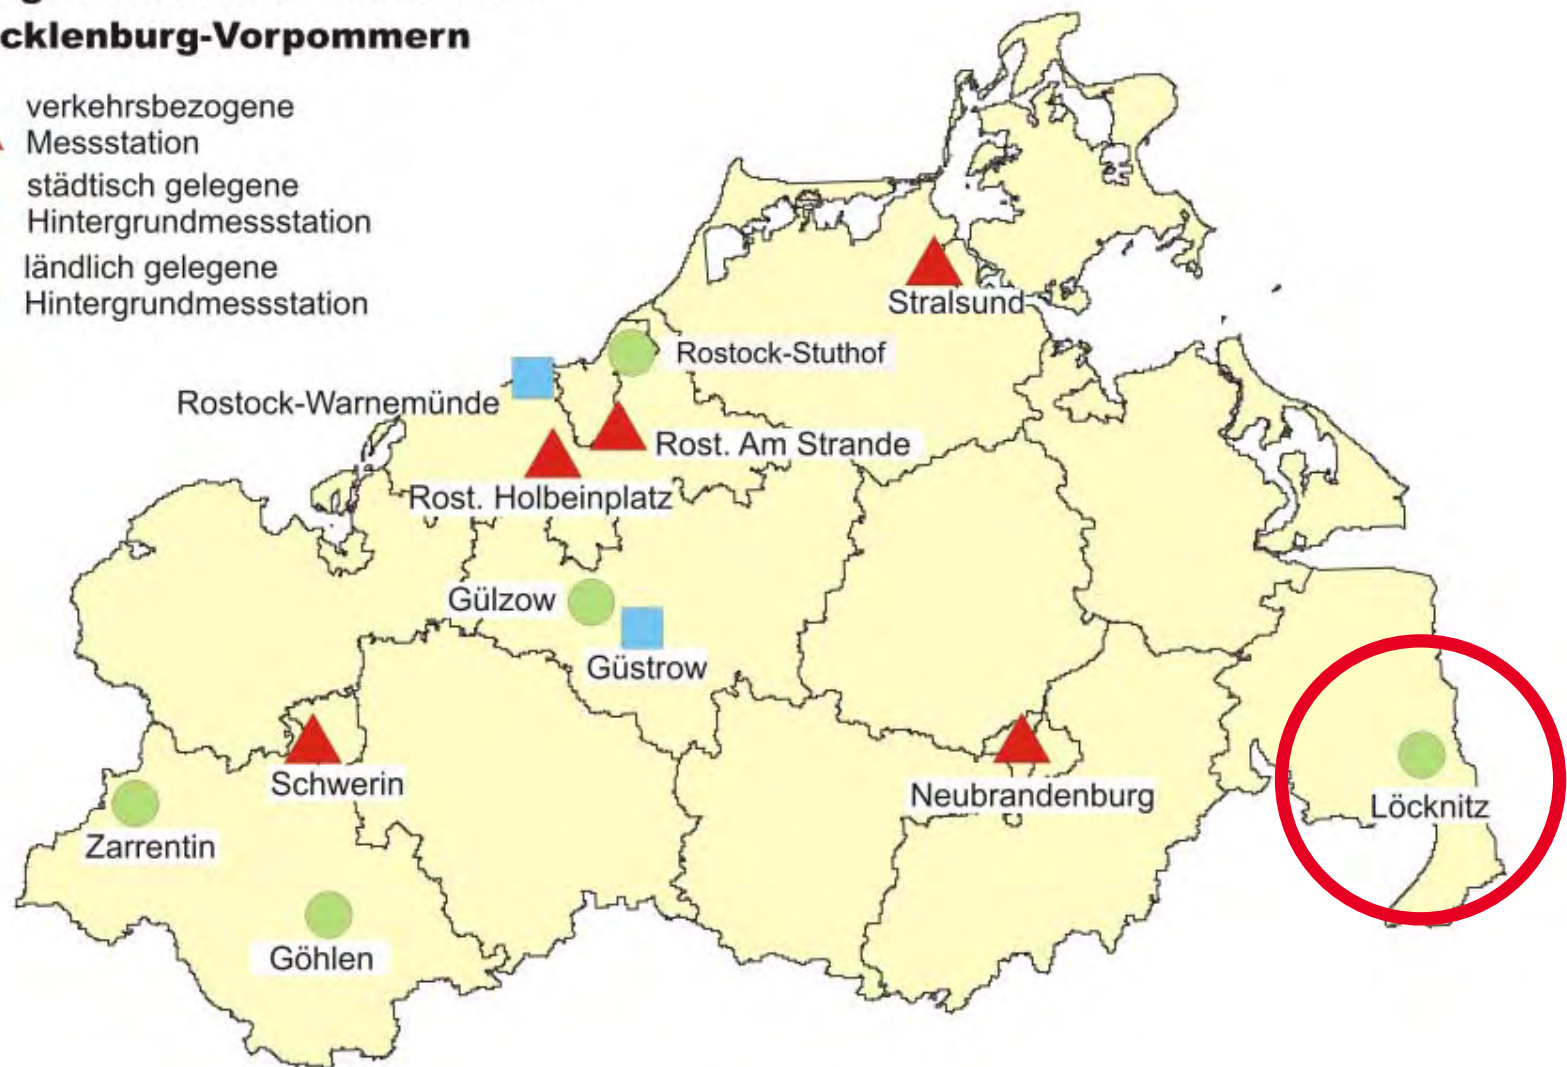 cklenburg-Vorpommern
verkehrsbezogene
Messstation
städtisch gelegene
Hintergrundmessstation
ländlich gelegene
Hintergrundmessstation
Stralsund
Rostock-Stuthof
Rostock-Warnemünde
Rost. Am Strande
Rost. Holbeinplatz
Gülzow
Güstrow
Schwerin
Neubrandenburg
Löcknitz
Zarrentin
Göhlen